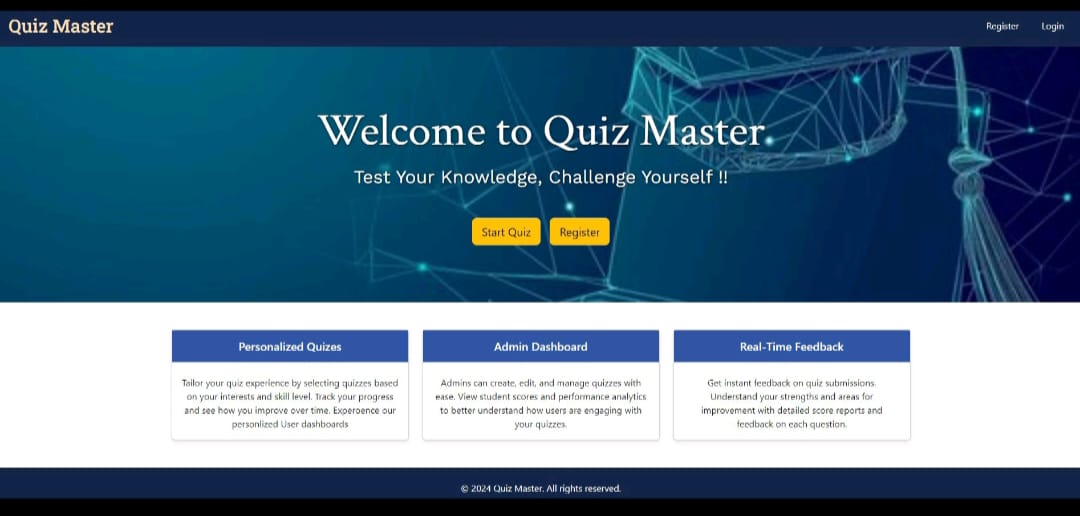 Quiz Master
Register
Login
Welcome to Quiz Master.
Test Your Knowledge, Challenge Yourself !!
Start Quiz
Register
Personalized Quizes
Tailor your quiz experience by selecting quizzes based
on your interests and skill level. Track your progress
and see how you improve over time. Experoence our
personlized User dashboards
Admin Dashboard
Admins can create, edit, and manage quizzes with
ease. View student scores and performance analytics
to better understand how users are engaging with
your quizzes.
Real-Time Feedback
Get instant feedback on quiz submissions.
Understand your strengths and areas for
improvement with detailed score reports and
feedback on each question.
© 2024 Quiz Master. All rights reserved.